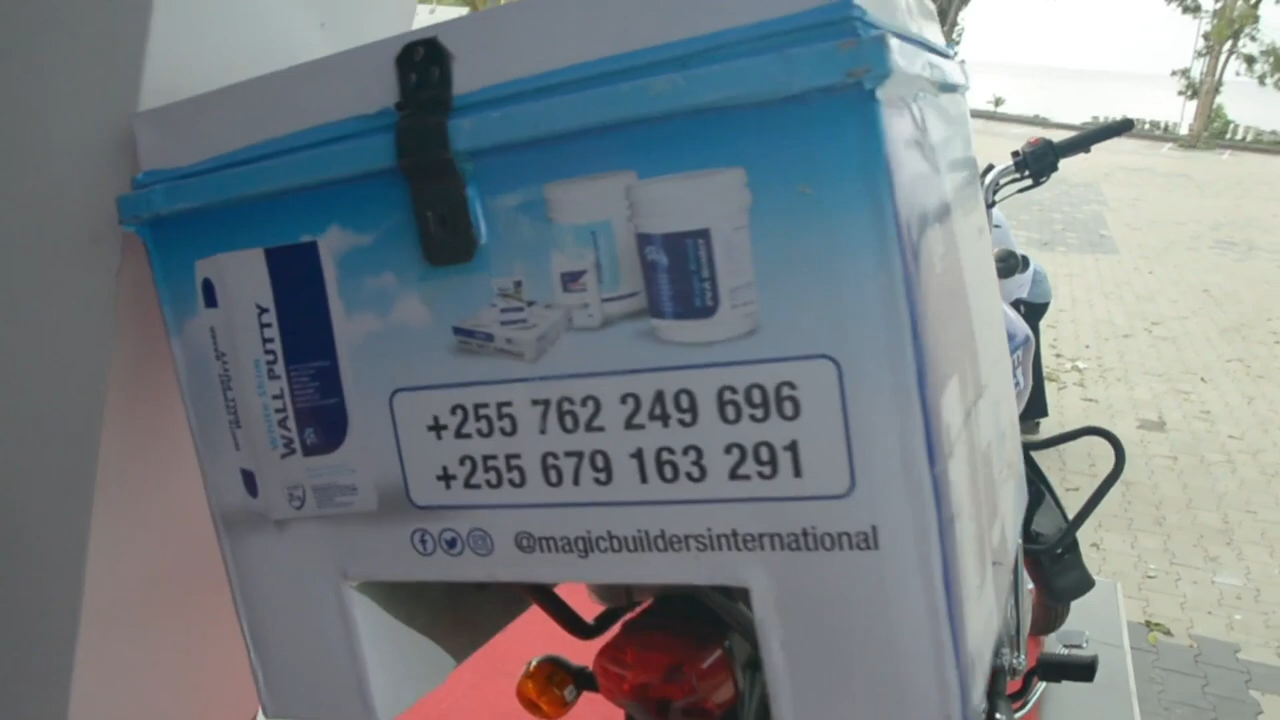 WALL PUTTY
+255 762 249 696
+255 679 163 291
@magicbuildersinternational